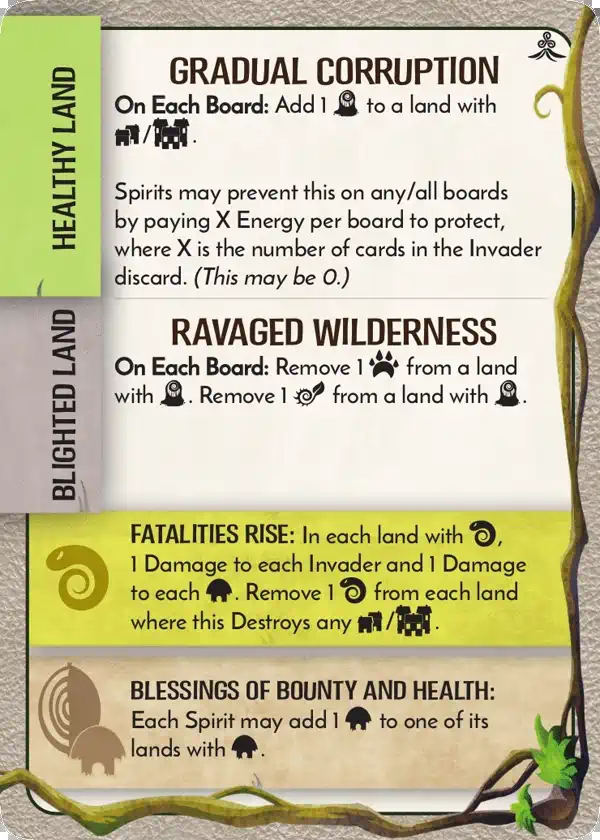 HEALTHY LAND
GRADUAL CORRUPTION
On Each Board: Add 1 to a land with
/ .
Spirits may prevent this on any/all boards
by paying X Energy per board to protect,
where X is the number of cards in the Invader
discard. (This may be 0.)
BLIGHTED LAND
RAVAGED WILDERNESS
On Each Board: Remove 1 from a land
with . Remove 1 from a land with .
FATALITIES RISE: In each land with ,
1 Damage to each Invader and 1 Damage
to each . Remove 1 from each land
where this Destroys any / .
BLESSINGS OF BOUNTY AND HEALTH:
Each Spirit may add 1 to one of its
lands with .